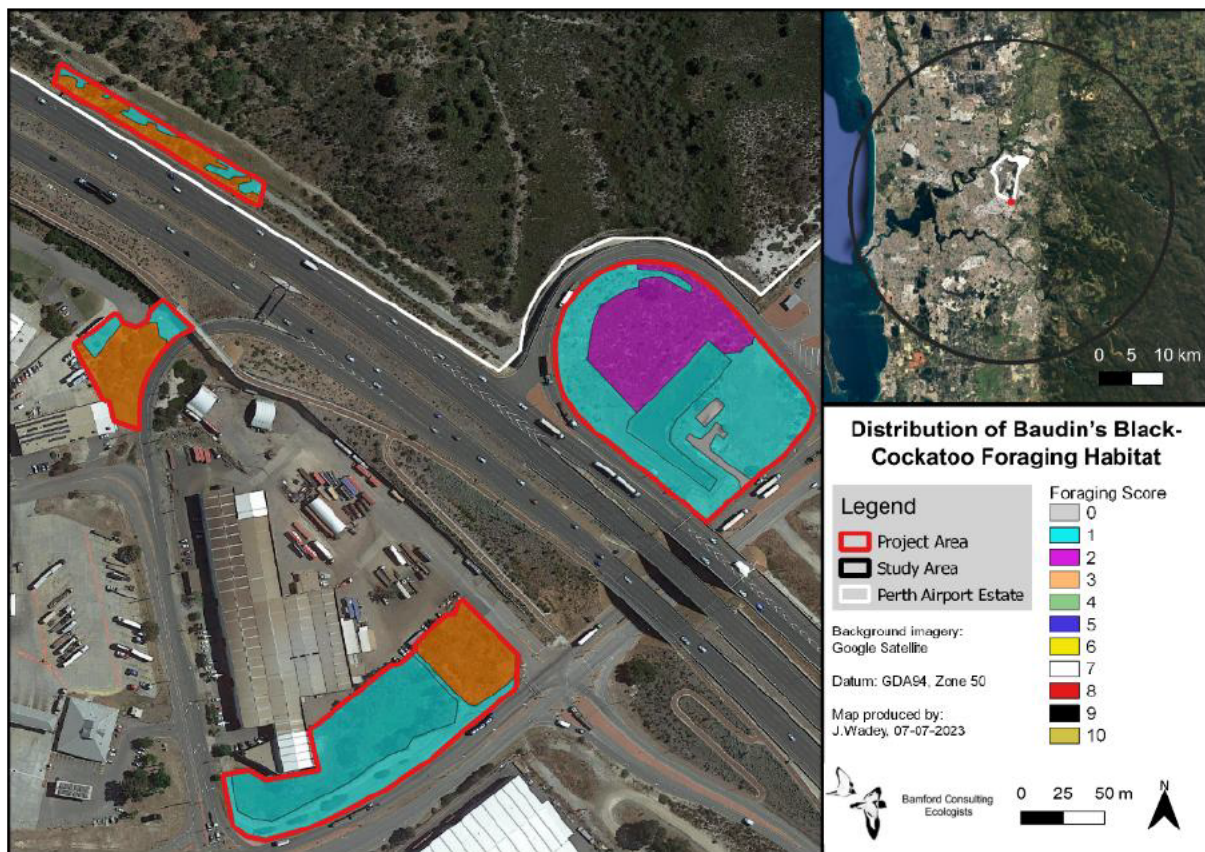 0 5 10 km
Distribution of Baudin's Black-
Cockatoo Foraging Habitat
Legend
Project Area
Study Area
Perth Airport Estate
Foraging Score
0
1
2
3
4
5
6
7
8
9
10
Background imagery:
Google Satellite
Datum: GDA94, Zone 50
Map produced by:
J.Wadey, 07-07-2023
Bamford Consulting
Ecologists
0 25 50 m
N